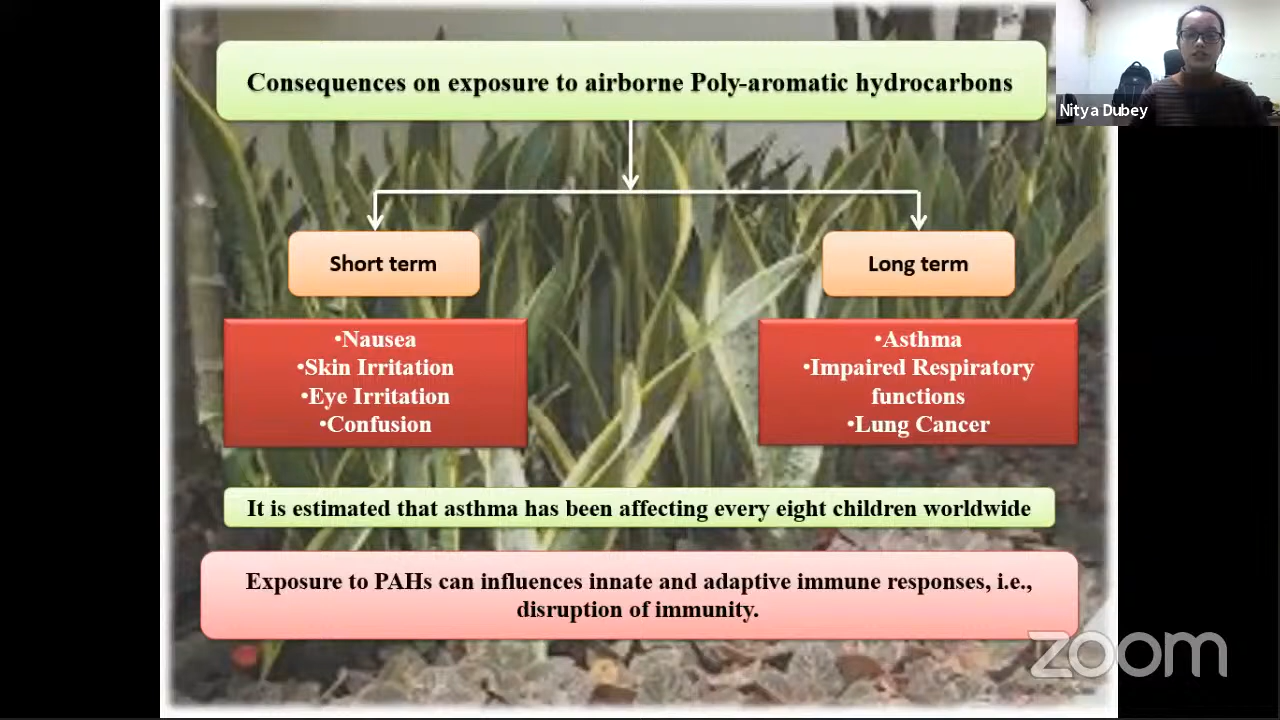 Consequences on exposure to airborne Poly-aromatic hydrocarbons
Nitya Dubey
Short term
Long term
•Nausea
•Skin Irritation
•Eye Irritation
•Confusion
•Asthma
•Impaired Respiratory
functions
•Lung Cancer
It is estimated that asthma has been affecting every eight children worldwide
Exposure to PAHs can influences innate and adaptive immune responses, i.e.,
disruption of immunity.
zoom